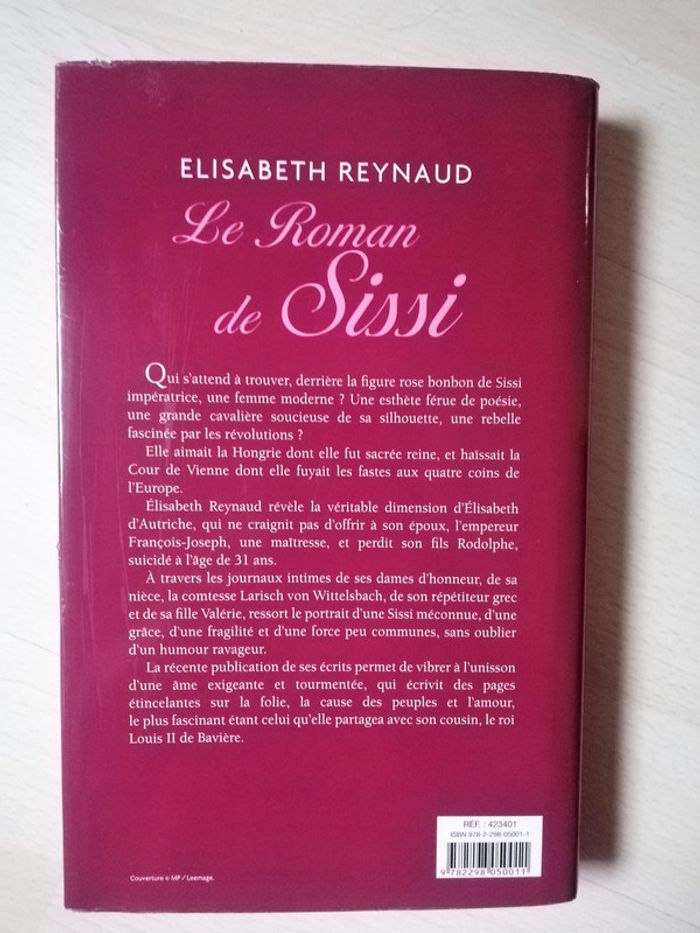 ELISABETH REYNAUD
Le Roman
de Sissi
Qui s'attend à trouver, derrière la figure rose bonbon de Sissi
impératrice, une femme moderne ? Une esthète férue de poésie,
une grande cavalière soucieuse de sa silhouette, une rebelle
fascinée par les révolutions ?
Elle aimait la Hongrie dont elle fut sacrée reine, et haïssait la
Cour de Vienne dont elle fuyait les fastes aux quatre coins de
l'Europe.
Élisabeth Reynaud révèle la véritable dimension d'Élisabeth
d'Autriche, qui ne craignit pas d'offrir à son époux, l'empereur
François-Joseph, une maîtresse, et perdit son fils Rodolphe,
suicidé à l'âge de 31 ans.
À travers les journaux intimes de ses dames d'honneur, de sa
nièce, la comtesse Larisch von Wittelsbach, de son répétiteur grec
et de sa fille Valérie, ressort le portrait d'une Sissi méconnue, d'une
grâce, d'une fragilité et d'une force peu communes, sans oublier
d'un humour ravageur.
La récente publication de ses écrits permet de vibrer à l'unisson
d'une âme exigeante et tourmentée, qui écrivit des pages
étincelantes sur la folie, la cause des peuples et l'amour,
le plus fascinant étant celui qu'elle partagea avec son cousin, le roi
Louis II de Bavière.
RÉF. : 423401
ISBN 978-2-298-05001-1
9 782298 050011
Couverture © MP / Leemage.